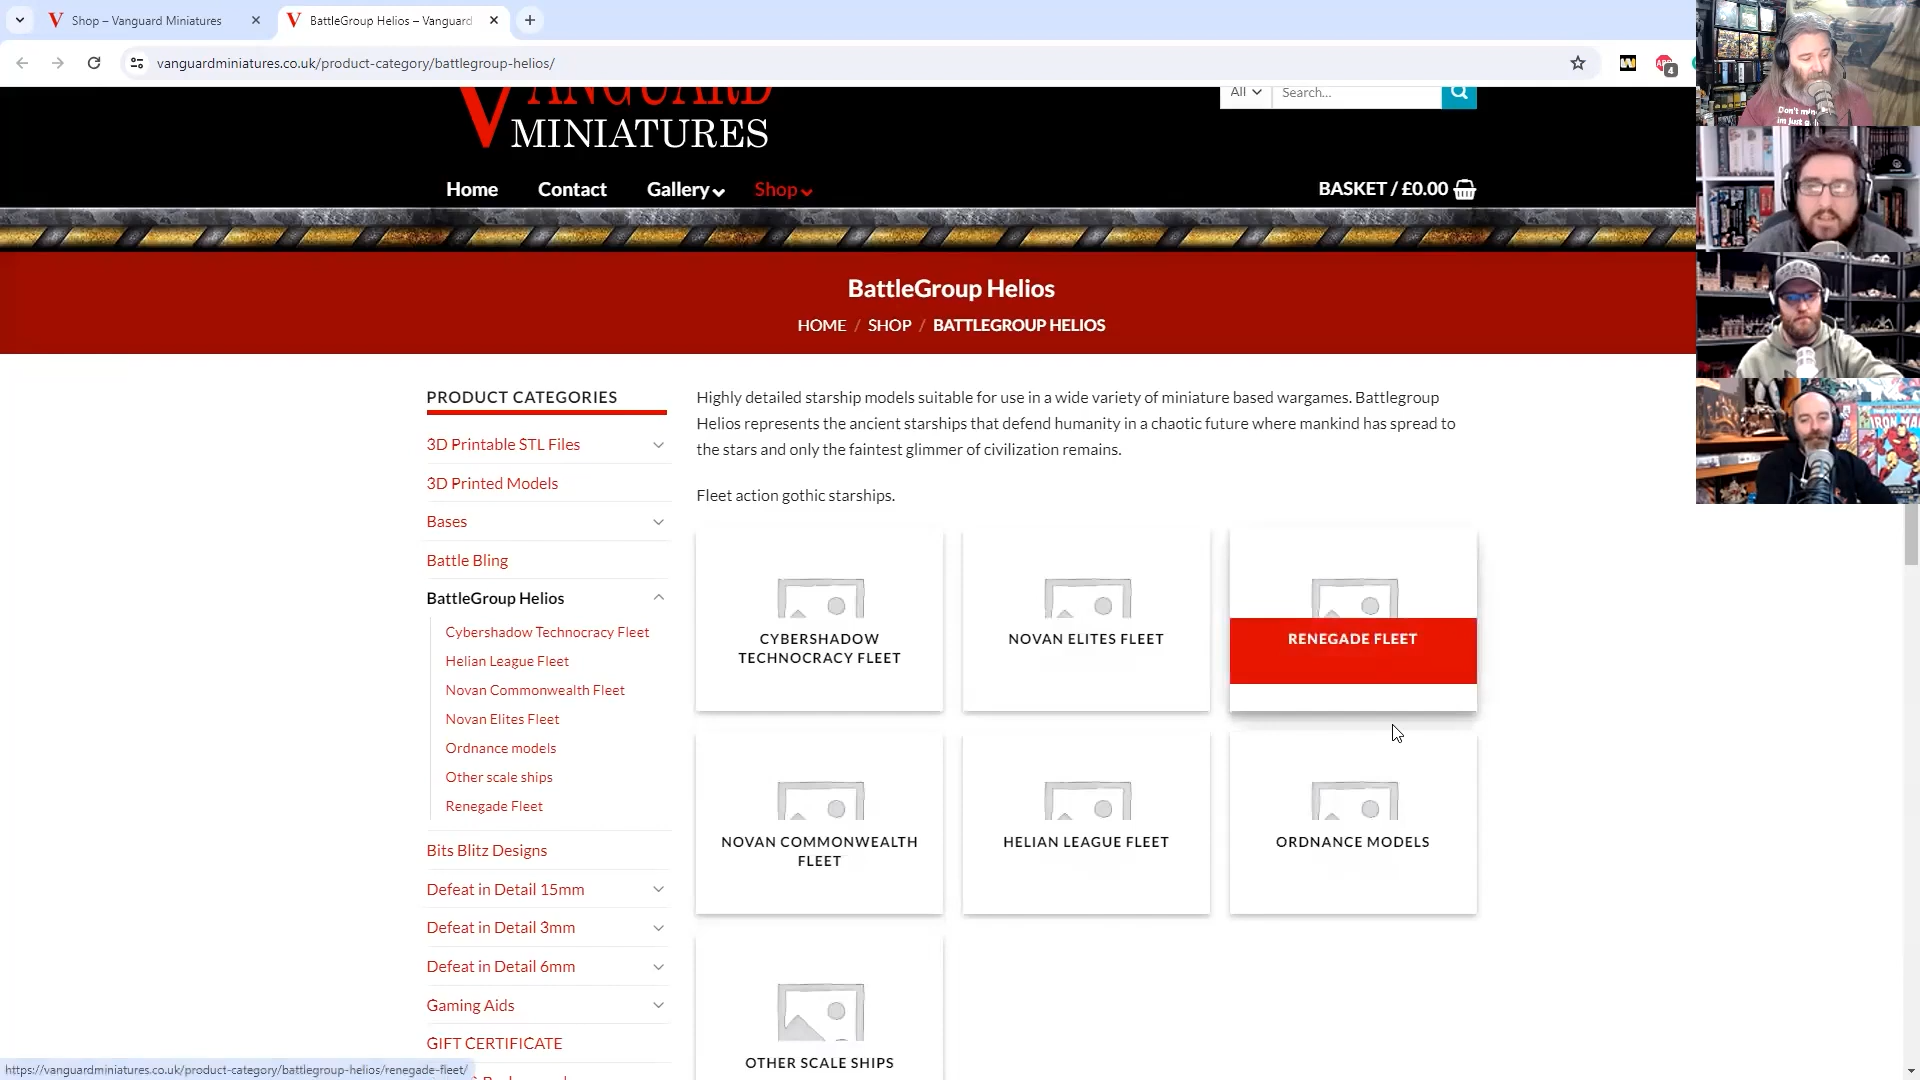 Shop – Vanguard Miniatures
BattleGroup Helios – Vanguard
vanguardminiatures.co.uk/product-category/battlegroup-helios/
4
VANGUARD
MINIATURES
All
Search...
Home
Contact
Gallery
Shop
BASKET / £0.00
BattleGroup Helios
HOME / SHOP / BATTLEGROUP HELIOS
PRODUCT CATEGORIES
3D Printable STL Files
3D Printed Models
Bases
Battle Bling
BattleGroup Helios
Cybershadow Technocracy Fleet
Helian League Fleet
Novan Commonwealth Fleet
Novan Elites Fleet
Ordnance models
Other scale ships
Renegade Fleet
Bits Blitz Designs
Defeat in Detail 15mm
Defeat in Detail 3mm
Defeat in Detail 6mm
Gaming Aids
GIFT CERTIFICATE
Highly detailed starship models suitable for use in a wide variety of miniature based wargames. Battlegroup
Helios represents the ancient starships that defend humanity in a chaotic future where mankind has spread to
the stars and only the faintest glimmer of civilization remains.
Fleet action gothic starships.
CYBERSHADOW
TECHNOCRACY FLEET
NOVAN ELITES FLEET
RENEGADE FLEET
NOVAN COMMONWEALTH
FLEET
HELIAN LEAGUE FLEET
ORDNANCE MODELS
OTHER SCALE SHIPS
https://vanguardminiatures.co.uk/product-category/battlegroup-helios/renegade-fleet/
Don't
im just a
IRON MAN